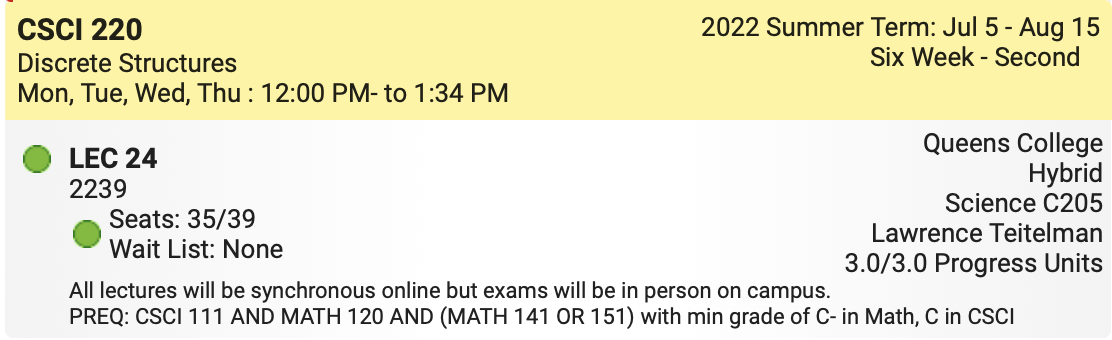 CSCI 220
Discrete Structures
Mon, Tue, Wed, Thu : 12:00 PM- to 1:34 PM
2022 Summer Term: Jul 5 - Aug 15
Six Week - Second
LEC 24
2239
Seats: 35/39
Wait List: None
Queens College
Hybrid
Science C205
Lawrence Teitelman
3.0/3.0 Progress Units
All lectures will be synchronous online but exams will be in person on campus.
PREQ: CSCI 111 AND MATH 120 AND (MATH 141 OR 151) with min grade of C- in Math, C in CSCI